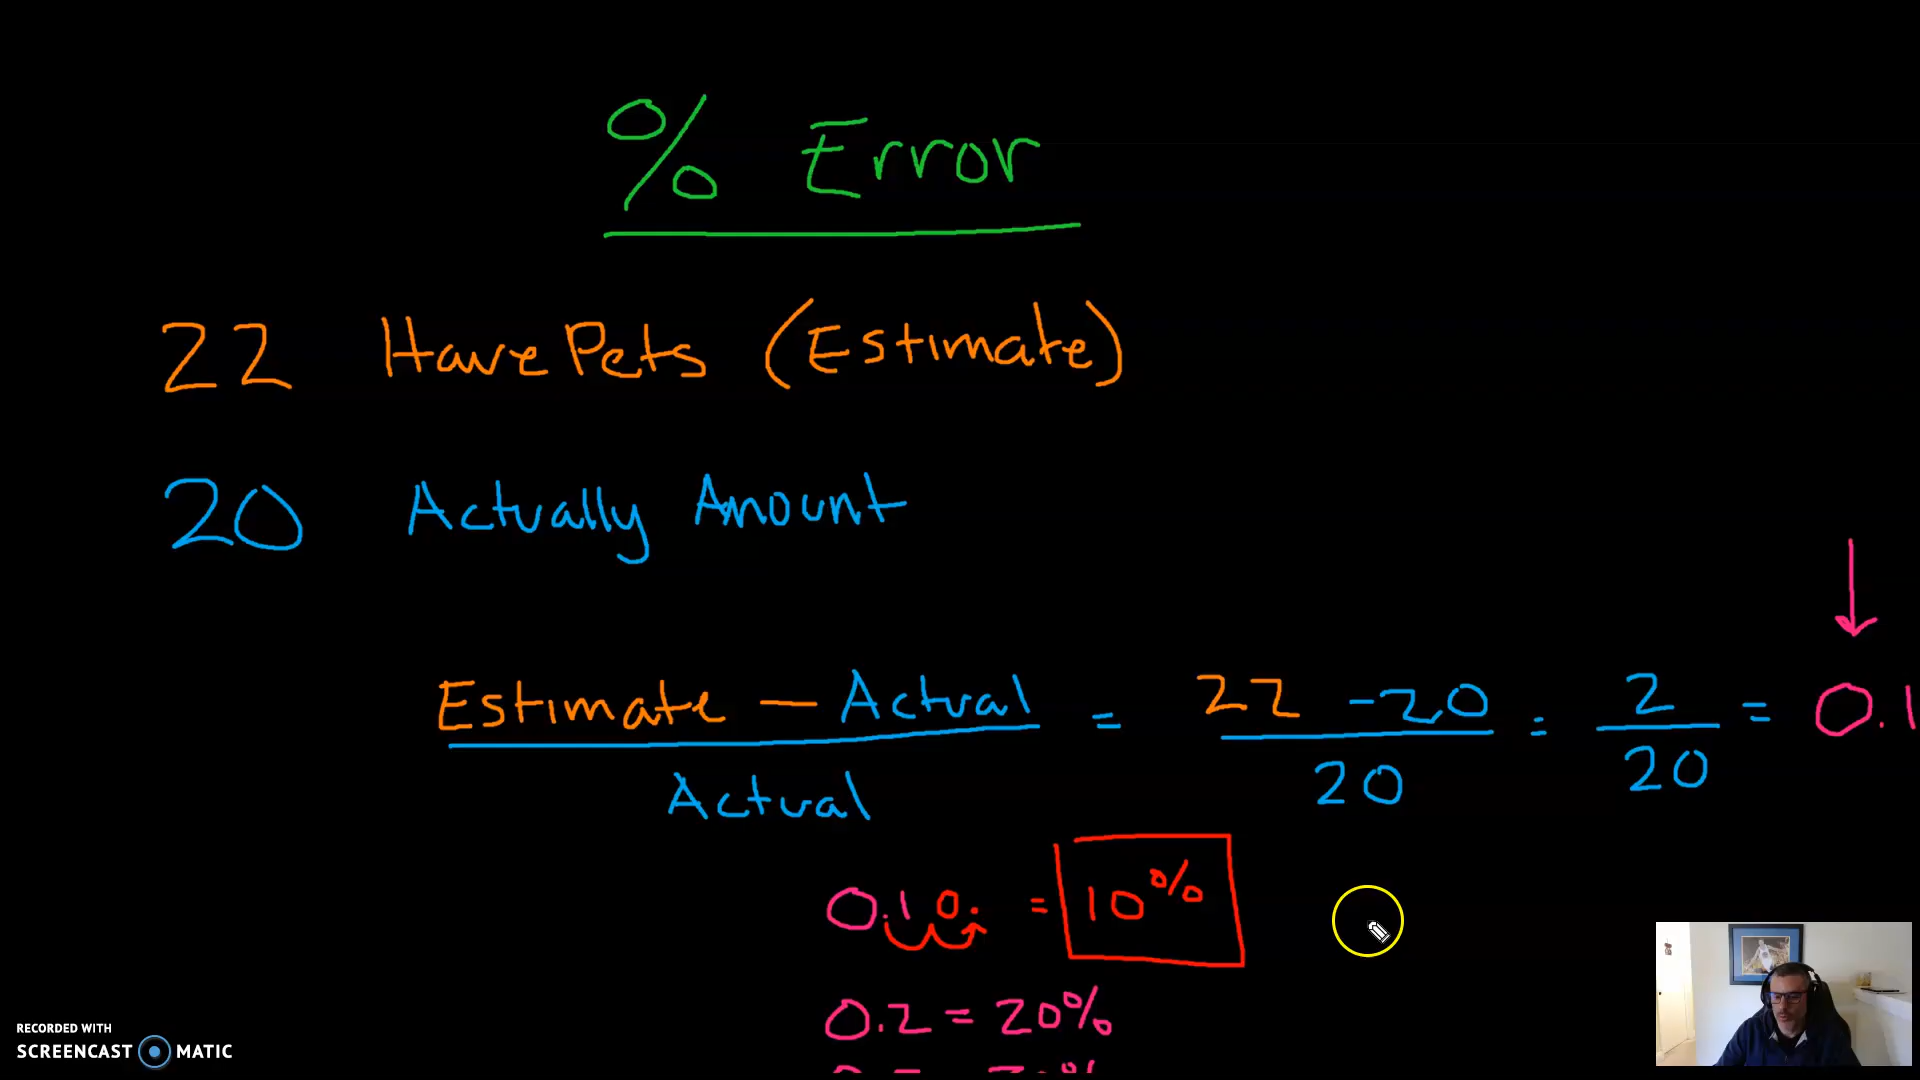 % Error
22 Have Pets (Estimate)
20 Actually Amount
Estimate - Actual = 22 - 20 = 2 = 0.1
Actual 20 20
0.10. = 10%
0.2 = 20%
RECORDED WITH
SCREENCAST MATIC